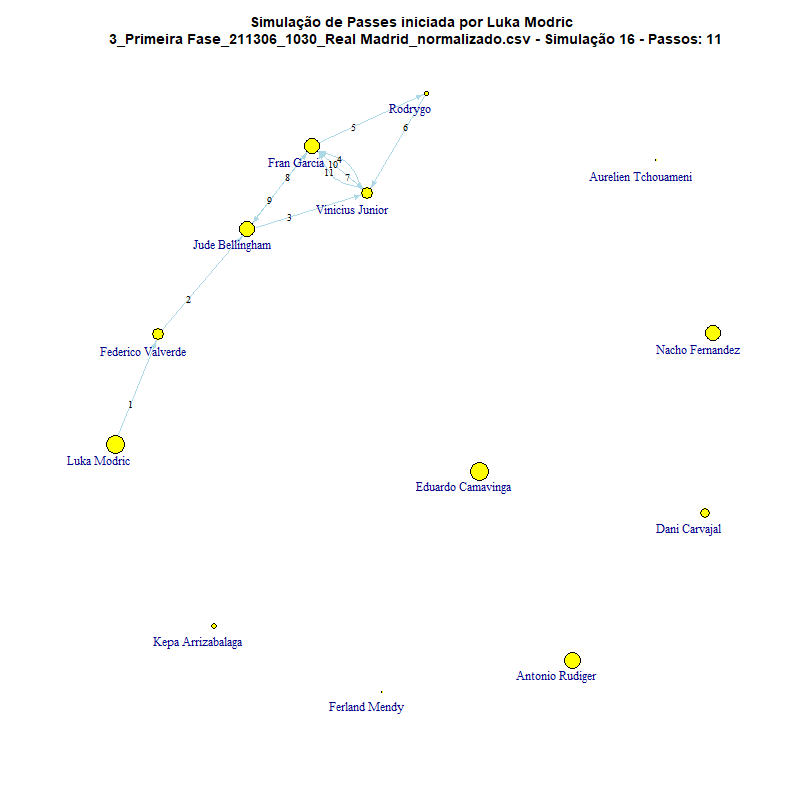 Simulação de Passes iniciada por Luka Modric
3_Primeira Fase_211306_1030_Real Madrid_normalizado.csv - Simulação 16 - Passos: 11
Rodrygo
5
6
Fran Garcia
4
10
11
7
Aurelien Tchouameni
8
Vinicius Junior
9
3
Jude Bellingham
2
Federico Valverde
Nacho Fernandez
1
Luka Modric
Eduardo Camavinga
Dani Carvajal
Kepa Arrizabalaga
Antonio Rudiger
Ferland Mendy